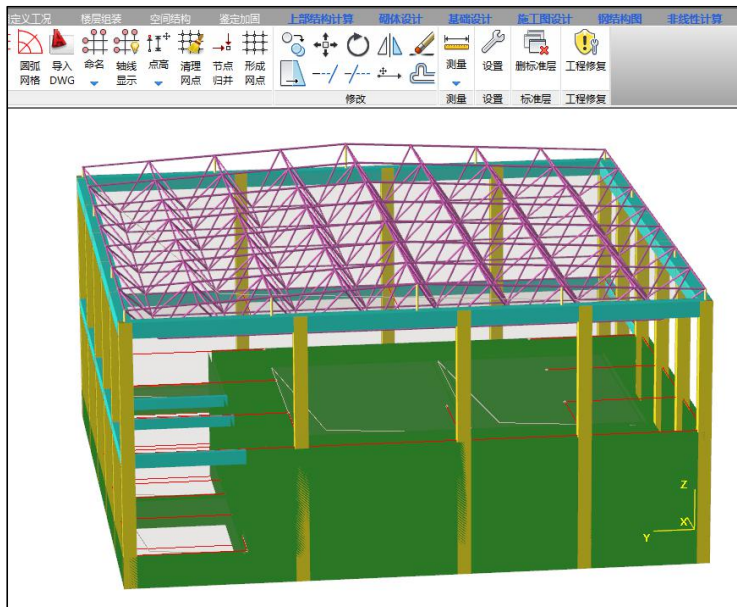 定义工况 楼层组装 空间结构 鉴定加固 上部结构计算 砌体设计 基础设计 施工图设计 钢结构图 非线性计算
圆弧 导入 命名 轴线 点高 清理 节点 形成 测量 设置 删标准层 工程修复
网格 DWG 显示 网点 归并 网点
修改 测量 设置 标准层 工程修复
Z
X
Y